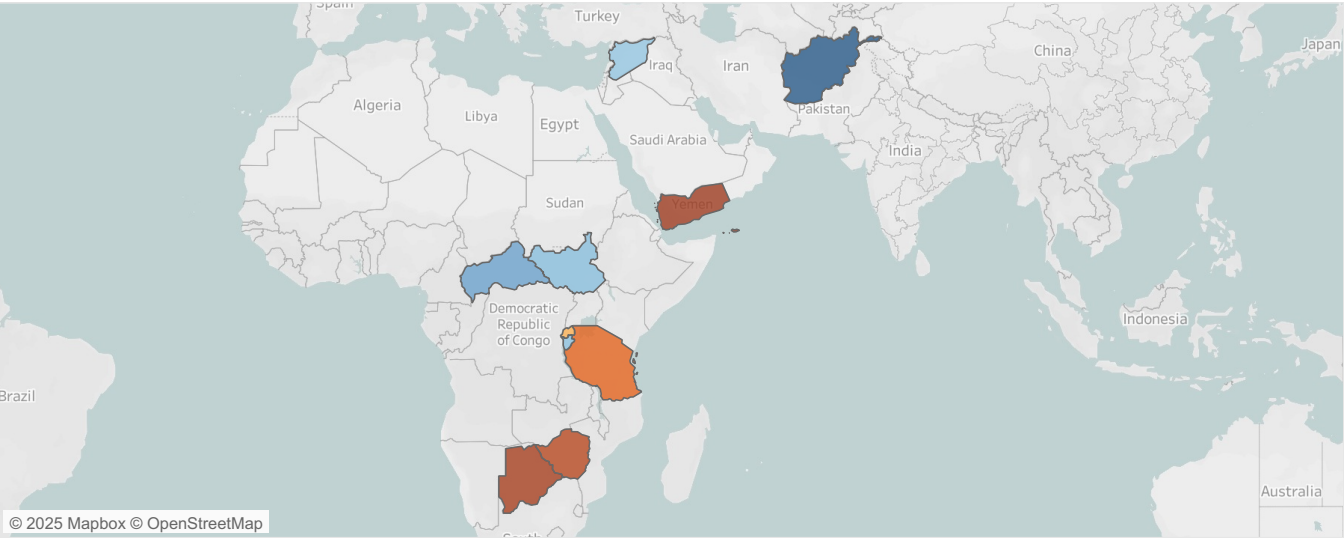 Spain
Turkey
China
Japan
Iraq
Iran
Algeria
Pakistan
Libya
Egypt
Saudi Arabia
India
Sudan
Yemen
Democratic
Republic
of Congo
Indonesia
Brazil
Australia
© 2025 Mapbox © OpenStreetMap
South